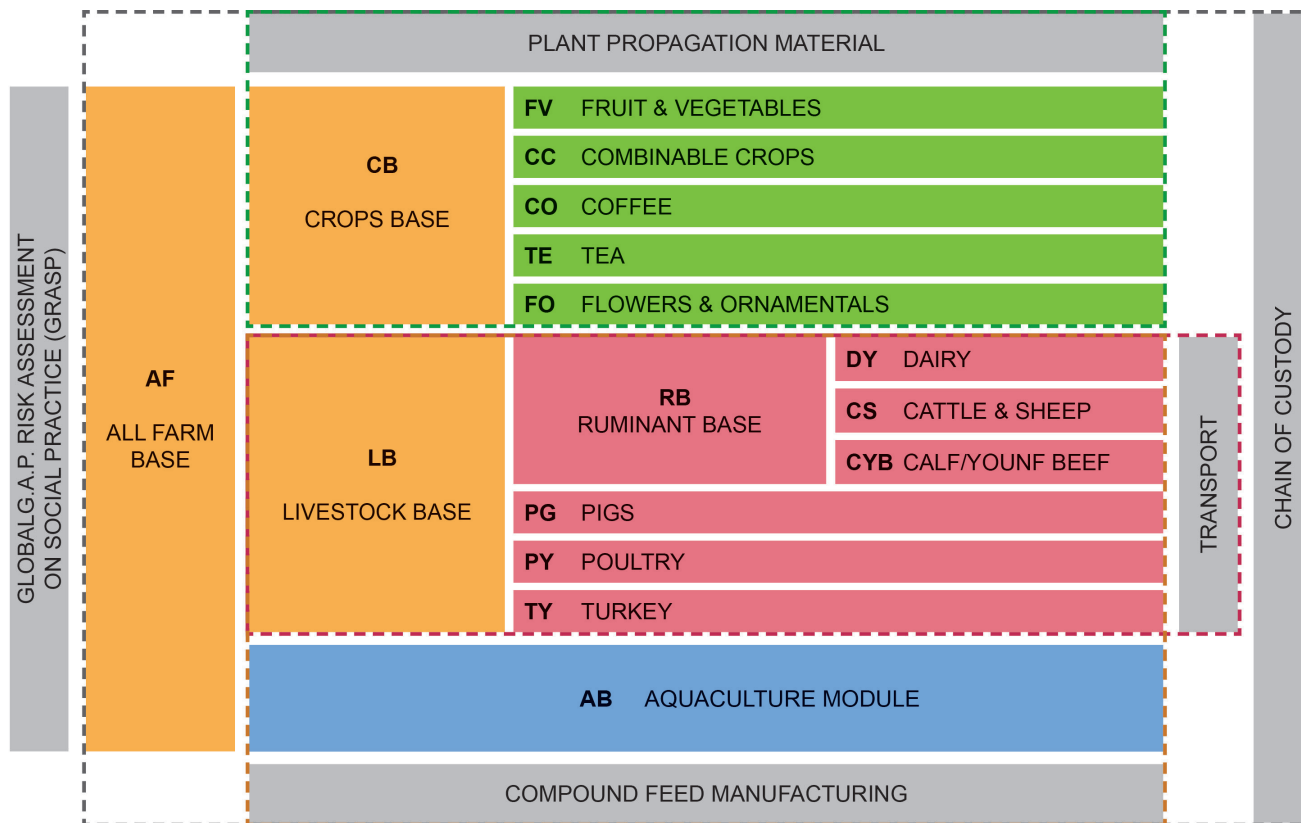 PLANT PROPAGATION MATERIAL
GLOBALG.A.P. RISK ASSESSMENT
ON SOCIAL PRACTICE (GRASP)
AF
ALL FARM
BASE
CB
CROPS BASE
FV FRUIT & VEGETABLES
CC COMBINABLE CROPS
CO COFFEE
TE TEA
FO FLOWERS & ORNAMENTALS
LB
LIVESTOCK BASE
RB
RUMINANT BASE
DY DAIRY
CS CATTLE & SHEEP
CYB CALF/YOUNF BEEF
PG PIGS
PY POULTRY
TY TURKEY
TRANSPORT
CHAIN OF CUSTODY
AB AQUACULTURE MODULE
COMPOUND FEED MANUFACTURING